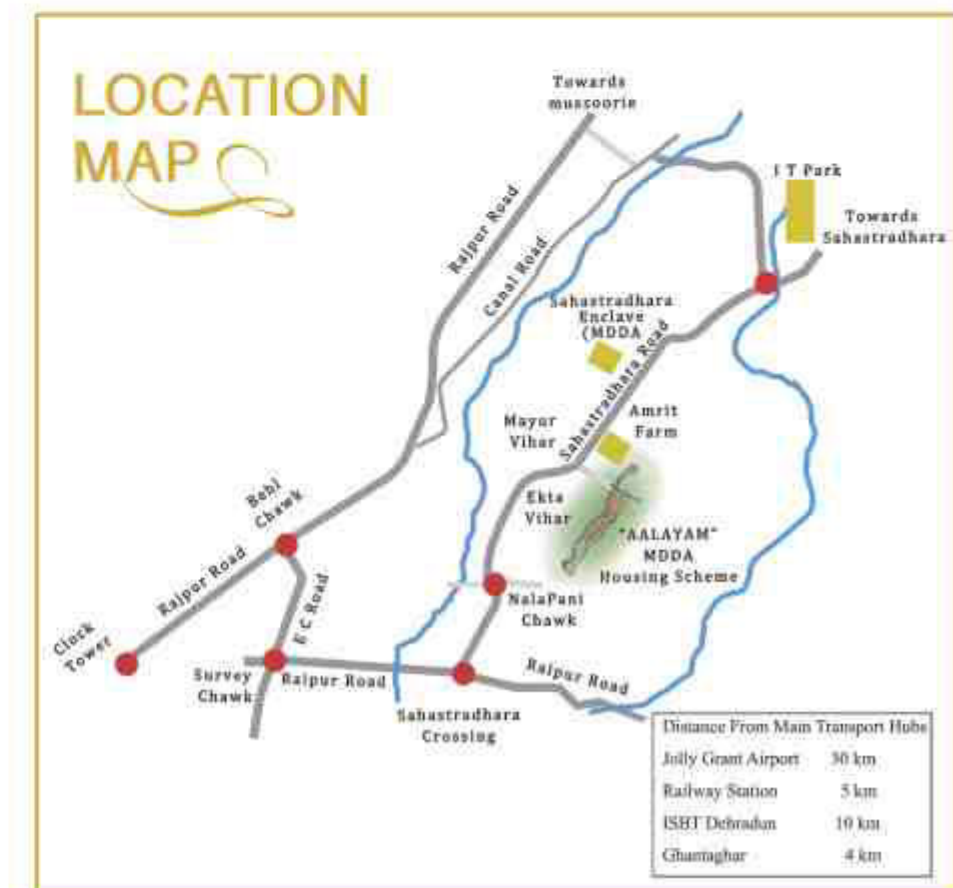 LOCATION
MAP
Towards
mussoorie
I T Park
Towards
Sahastradhara
Rajpur Road
Canal Road
Sahastradhara
Enclave
(MDDA
Sahastradhara Road
Mayur
Vihar
Amrit
Farm
Ekta
Vihar
"AALAYAM"
MDDA
Housing Scheme
Behl
Chawk
Rajpur Road
E C Road
NalaPani
Chawk
Clock
Tower
Survey
Chawk
Raipur Road
Raipur Road
Sahastradhara
Crossing
Distance From Main Transport Hubs
Jolly Grant Airport 30 km
Railway Station 5 km
ISBT Dehradun 10 km
Ghantaghar 4 km